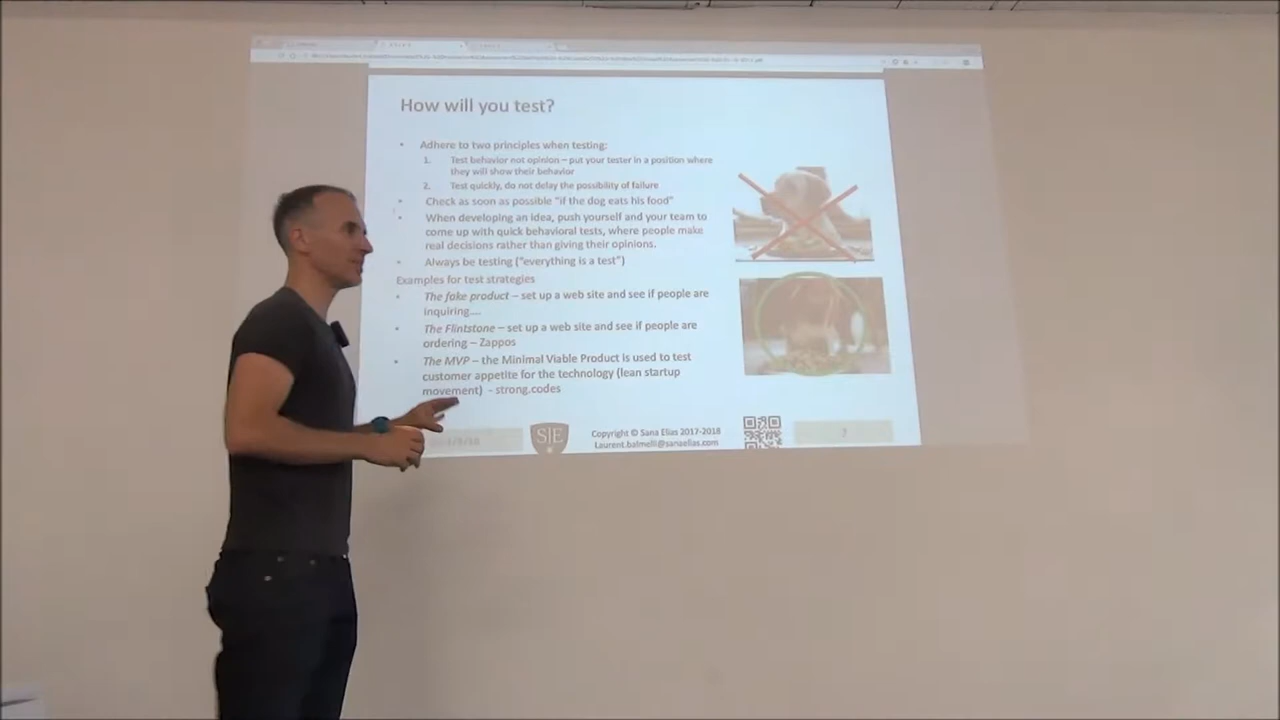 How will you test?
• Adhere to two principles when testing:
1. Test behavior not opinion – put your tester in a position where
they will show their behavior
2. Test quickly, do not delay the possibility of failure
• Check as soon as possible "if the dog eats his food"
• When developing an idea, push yourself and your team to
come up with quick behavioral tests, where people make
real decisions rather than giving their opinions.
• Always be testing ("everything is a test")
Examples for test strategies
• The fake product – set up a web site and see if people are
inquiring....
• The Flintstone – set up a web site and see if people are
ordering – Zappos
• The MVP – the Minimal Viable Product is used to test
customer appetite for the technology (lean startup
movement) - strong.codes
S|E
Copyright © Sana Elias 2017-2018
Laurent.balmelli@sanaelias.com
7